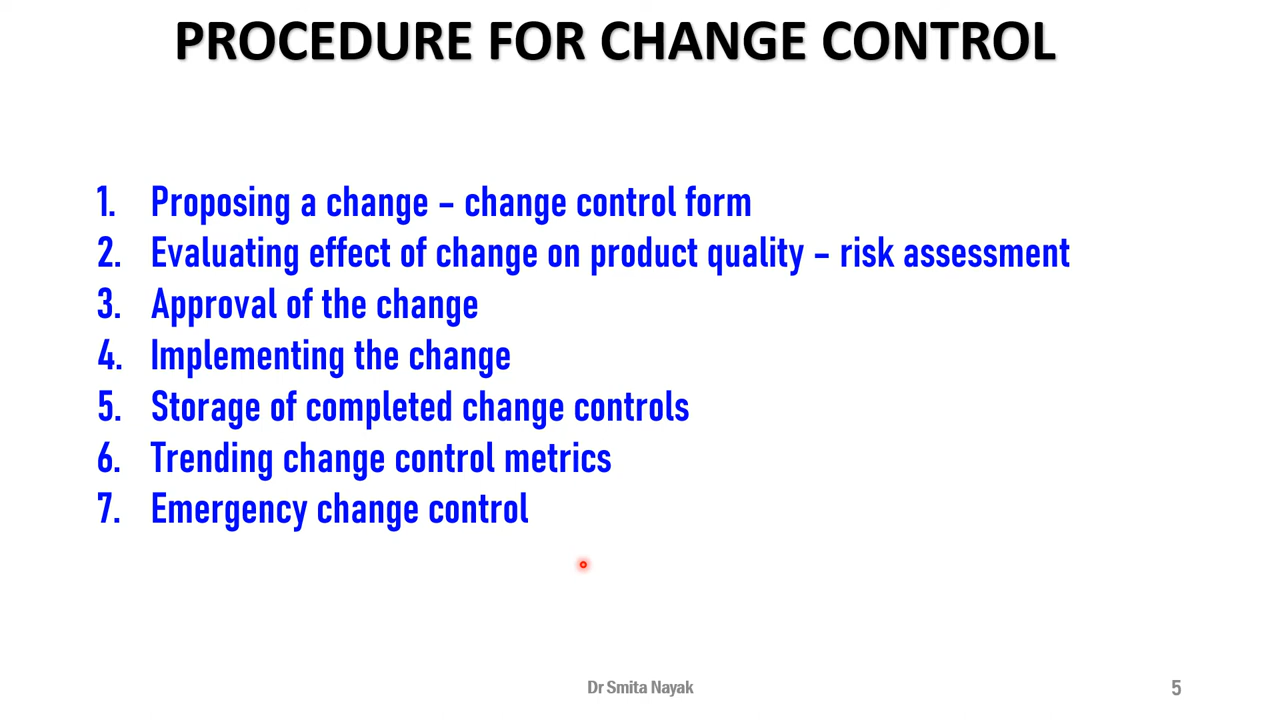 PROCEDURE FOR CHANGE CONTROL
1. Proposing a change – change control form
2. Evaluating effect of change on product quality – risk assessment
3. Approval of the change
4. Implementing the change
5. Storage of completed change controls
6. Trending change control metrics
7. Emergency change control
Dr Smita Nayak
5